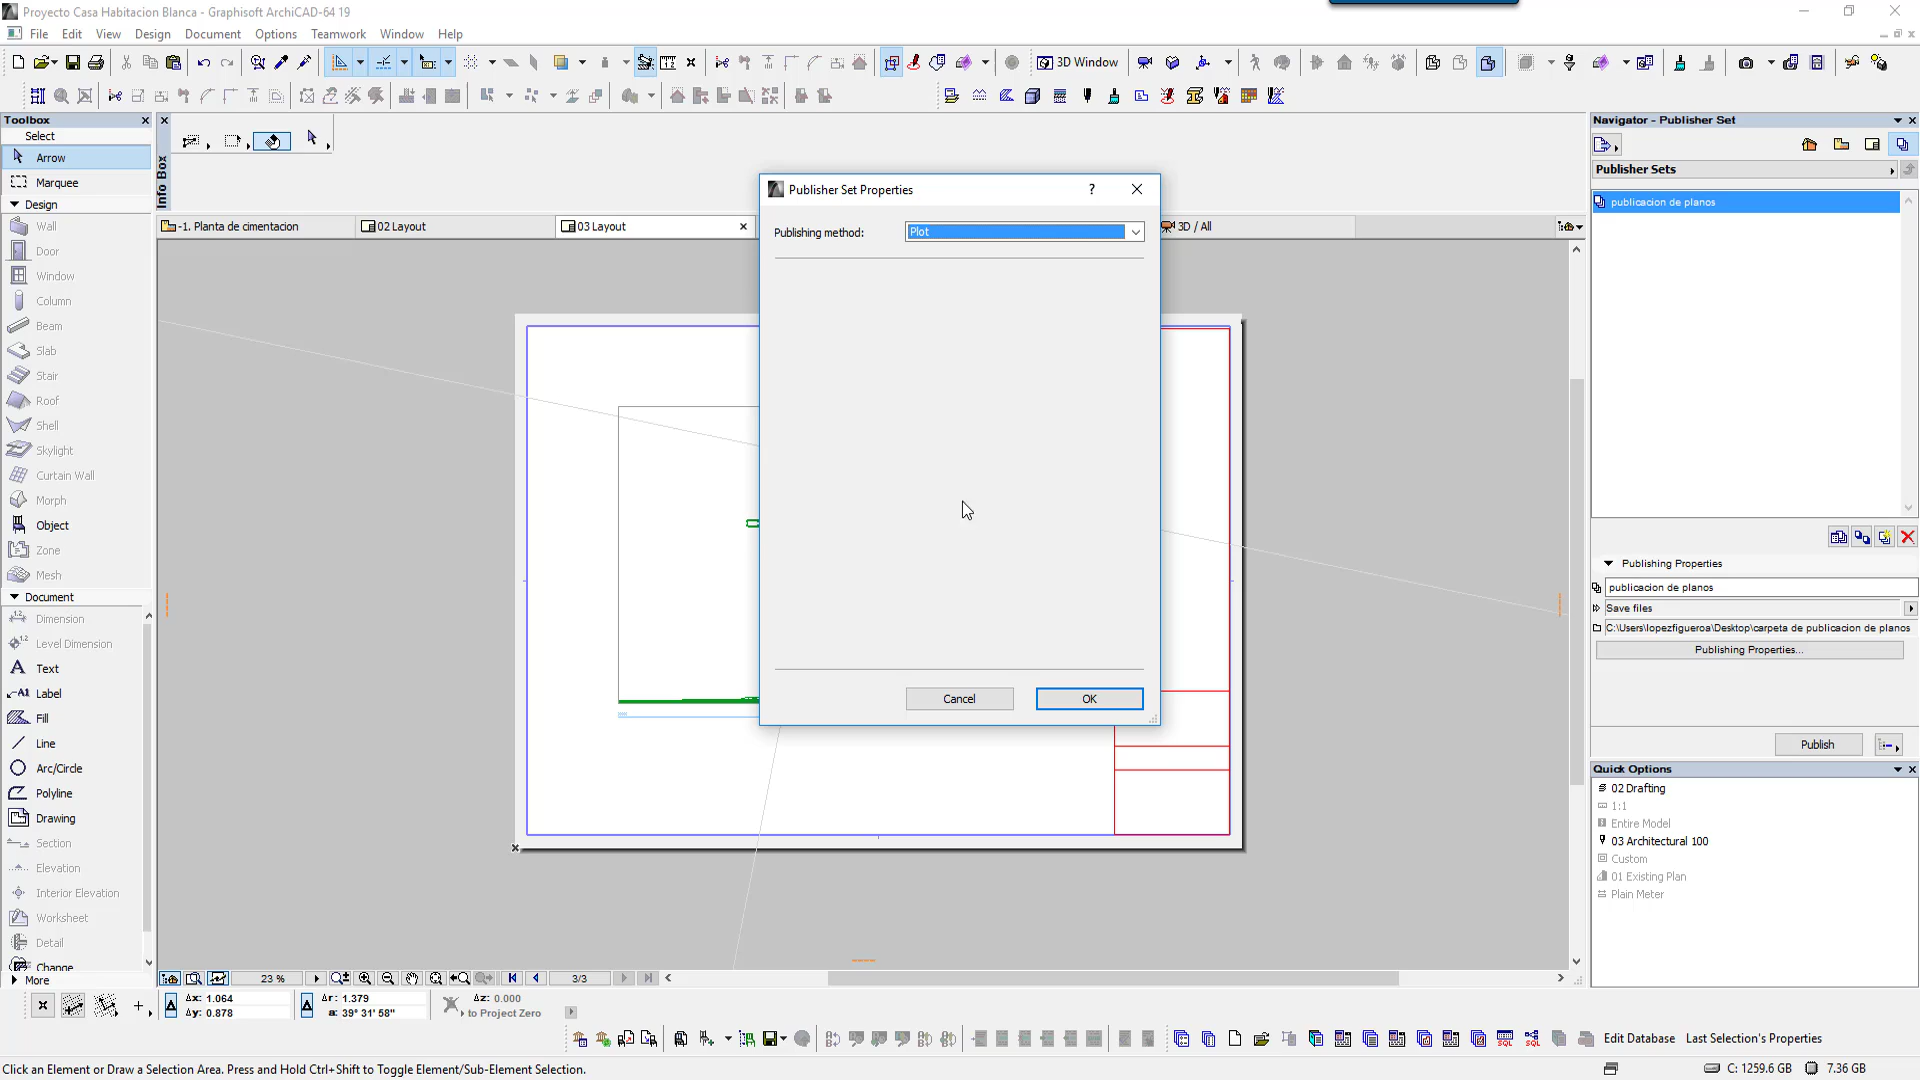 Proyecto Casa Habitacion Blanca - Graphisoft ArchiCAD-64 19
File Edit View Design Document Options Teamwork Window Help
3D Window
Toolbox
Select
Arrow
Marquee
Design
Wall
Door
Window
Column
Beam
Slab
Stair
Roof
Shell
Skylight
Curtain Wall
Morph
Object
Zone
Mesh
Document
Dimension
Level Dimension
Text
Label
Fill
Line
Arc/Circle
Polyline
Drawing
Section
Elevation
Interior Elevation
Worksheet
Detail
Change
More
Info Box
-1. Planta de cimentacion
02 Layout
03 Layout
3D / All
Publisher Set Properties
?
Publishing method:
Plot
Cancel
OK
Navigator - Publisher Set
Publisher Sets
publicacion de planos
Publishing Properties
publicacion de planos
Save files
C:\Users\lopezfigueroa\Desktop\carpeta de publicacion de planos
Publishing Properties...
Publish
Quick Options
02 Drafting
1:1
Entire Model
03 Architectural 100
Custom
01 Existing Plan
Plain Meter
23 %
3/3
Δx: 1.064
Δy: 0.878
Δr: 1.379
a: 39° 31' 58"
Δz: 0.000
to Project Zero
Edit Database
Last Selection's Properties
Click an Element or Draw a Selection Area. Press and Hold Ctrl+Shift to Toggle Element/Sub-Element Selection.
C: 1259.6 GB
7.36 GB